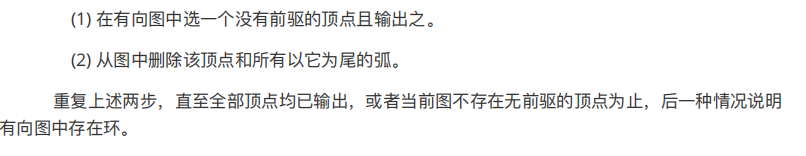 (1) 在有向图中选一个没有前驱的顶点且输出之。
(2) 从图中删除该顶点和所有以它为尾的弧。
重复上述两步，直至全部顶点均已输出，或者当前图不存在无前驱的顶点为止，后一种情况说明
有向图中存在环。